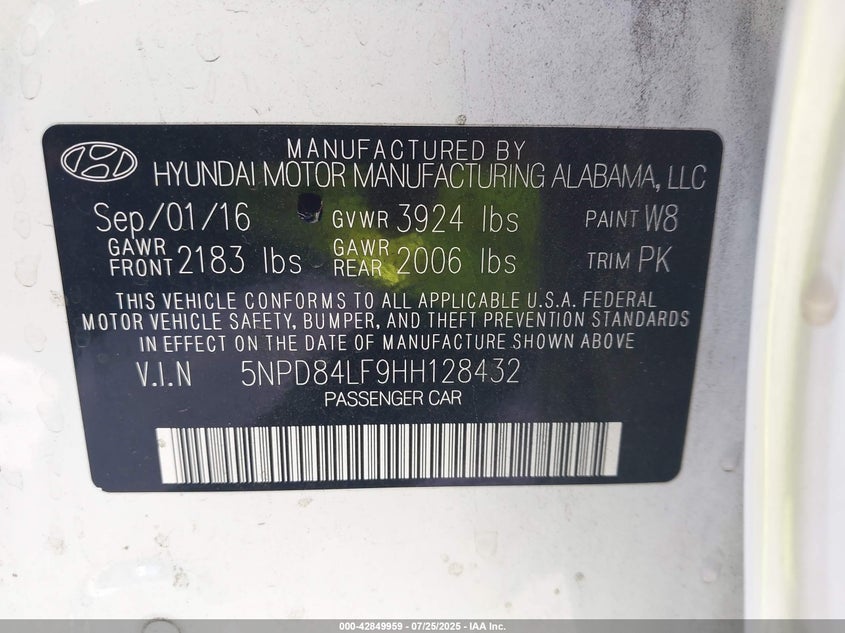 MANUFACTURED BY
HYUNDAI MOTOR MANUFACTURING ALABAMA, LLC
Sep/01/16 GVWR 3924 lbs PAINT W8
GAWR FRONT 2183 lbs GAWR REAR 2006 lbs TRIM PK
THIS VEHICLE CONFORMS TO ALL APPLICABLE U.S.A. FEDERAL
MOTOR VEHICLE SAFETY, BUMPER, AND THEFT PREVENTION STANDARDS
IN EFFECT ON THE DATE OF MANUFACTURE SHOWN ABOVE
V.I.N 5NPD84LF9HH128432
PASSENGER CAR
000-42849959 - 07/25/2025 - IAA Inc.